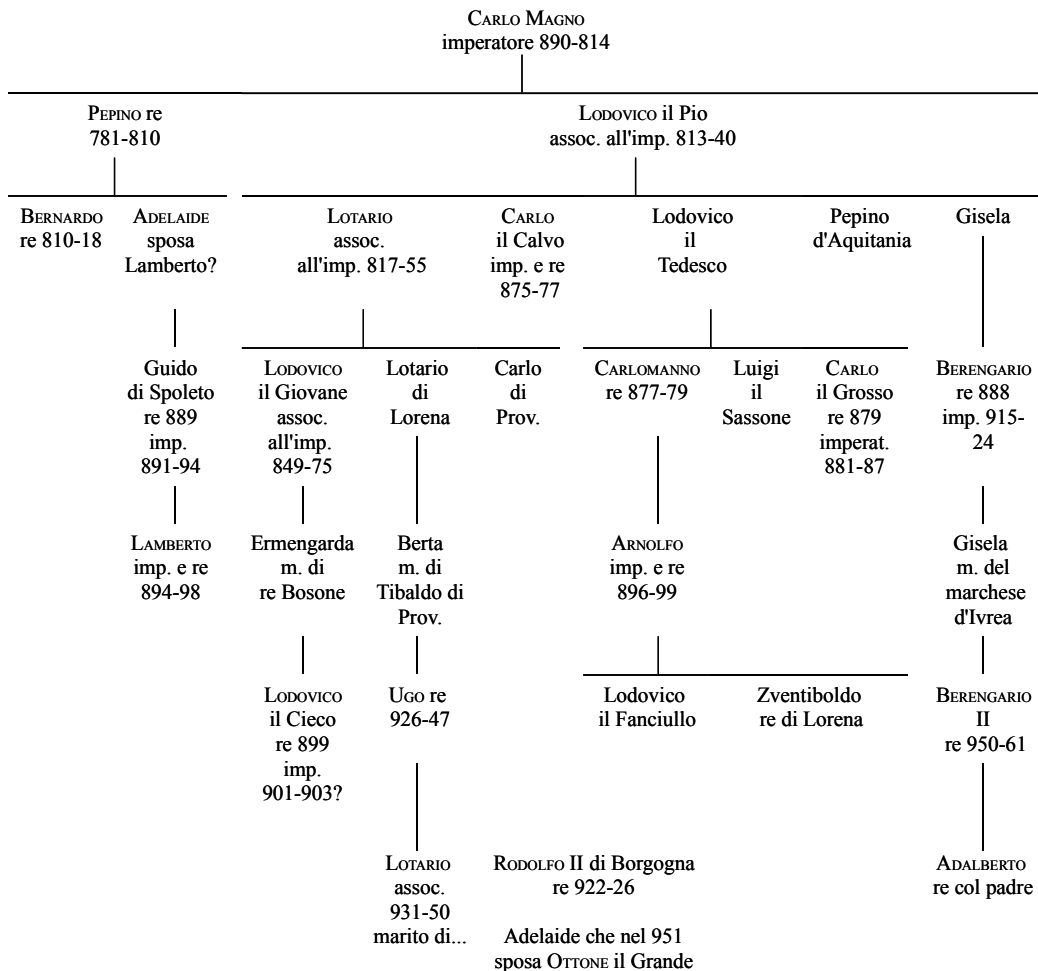 CARLO MAGNO
imperatore 890-814
PEPINO re
781-810
LODOVICO il Pio
assoc. all'imp. 813-40
BERNARDO
re 810-18
ADELAIDE
sposa
Lamberto?
LOTARIO
assoc.
all'imp. 817-55
CARLO
il Calvo
imp. e re
875-77
Lodovico
il
Tedesco
Pepino
d'Aquitania
Gisela
Guido
di Spoleto
re 889
imp.
891-94
LODOVICO
il Giovane
assoc.
all'imp.
849-75
Lotario
di
Lorena
Carlo
di
Prov.
CARLOMANNO
re 877-79
Luigi
il
Sassone
CARLO
il Grosso
re 879
imperat.
881-87
BERENGARIO
re 888
imp. 915-
24
LAMBERTO
imp. e re
894-98
Ermengarda
m. di
re Bosone
Berta
m. di
Tibaldo di
Prov.
ARNOLFO
imp. e re
896-99
Gisela
m. del
marchese
d'Ivrea
LODOVICO
il Cieco
re 899
imp.
901-903?
UGO re
926-47
Lodovico
il Fanciullo
Zventiboldo
re di Lorena
BERENGARIO
II
re 950-61
LOTARIO
assoc.
931-50
marito di...
RODOLFO II di Borgogna
re 922-26
Adelaide che nel 951
sposa OTTONE il Grande
ADALBERTO
re col padre